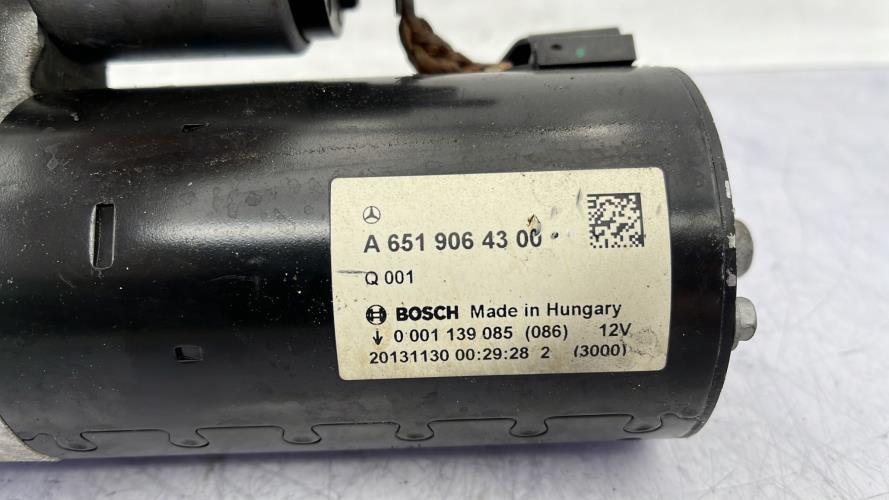 A 651 906 43 00
Q 001
BOSCH Made in Hungary
0 001 139 085 (086) 12V
20131130 00:29:28 2 (3000)